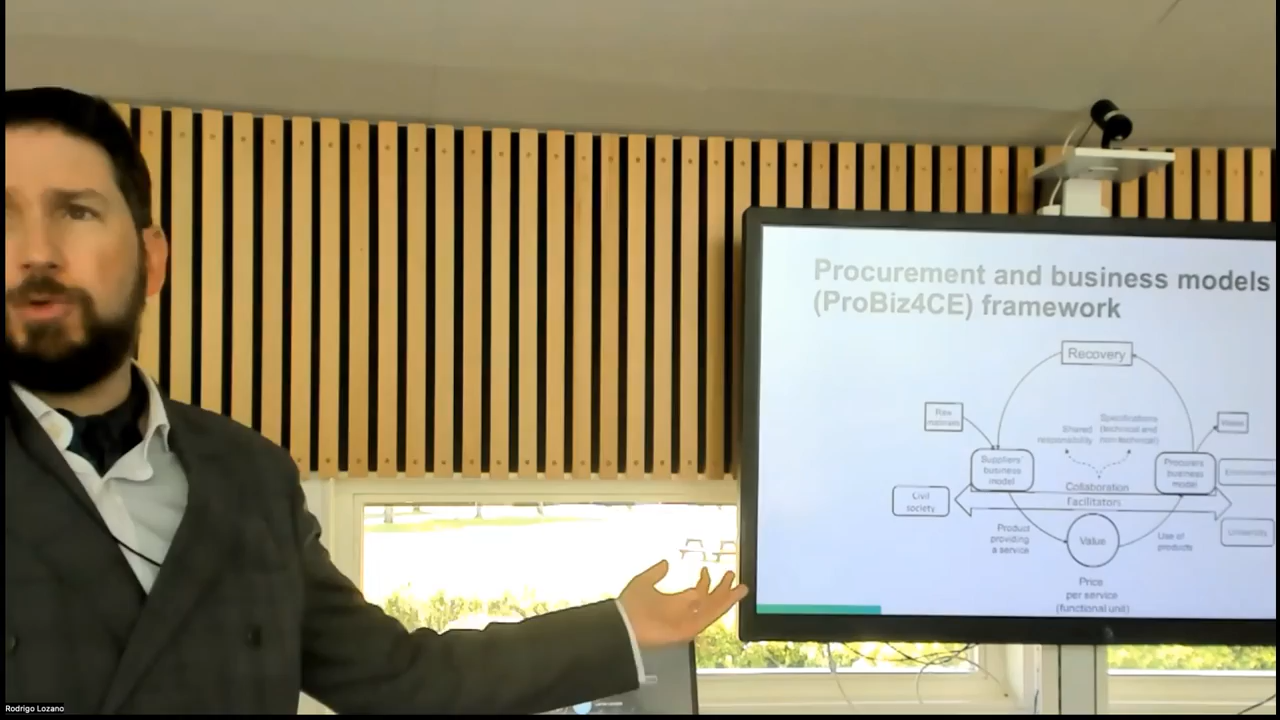 Procurement and business models
(ProBiz4CE) framework
Recovery
Raw
materials
Shared
responsibility
Specifications
(technical and
non-technical)
Waste
Suppliers'
business
model
Procurers
business
model
Collaboration
Facilitators
Civil
society
University
Product
providing
a service
Value
Use of
products
Price
per service
(functional unit)
Rodrigo Lozano